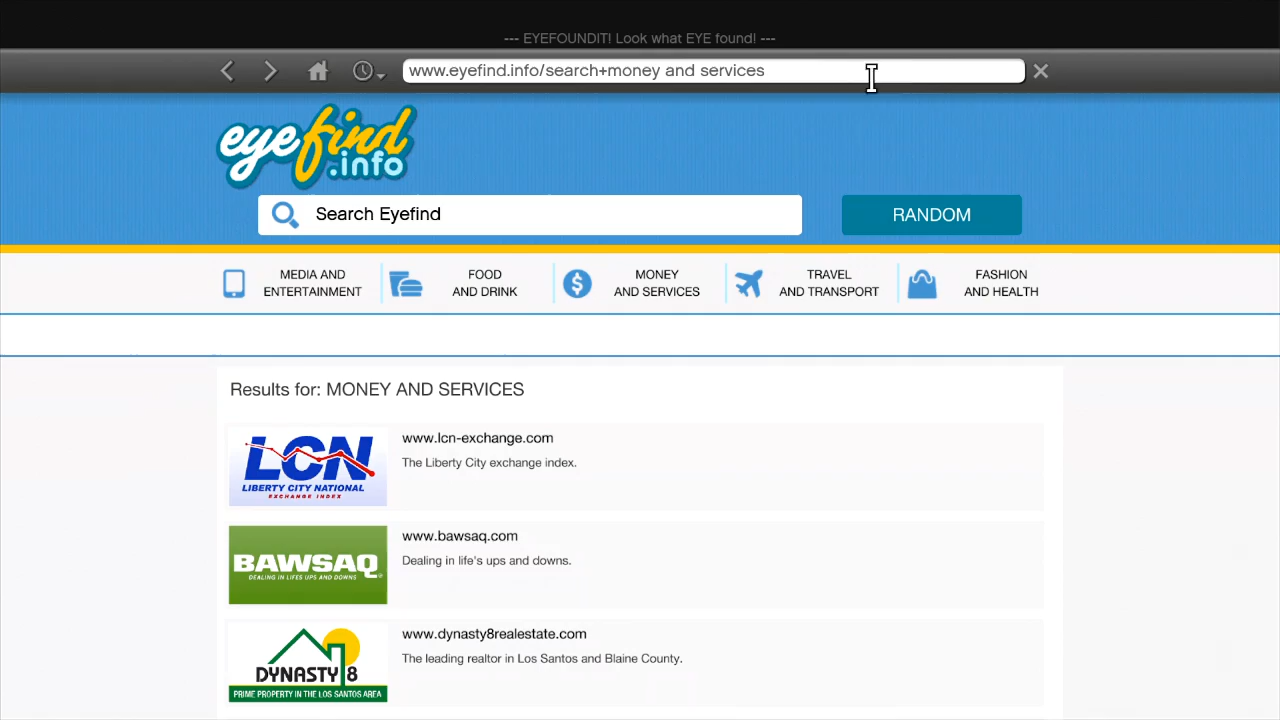 --- EYEFOUNDIT! Look what EYE found! ---
www.eyefind.info/search+money and services
eyefind
.info
Search Eyefind
RANDOM
MEDIA AND
ENTERTAINMENT
FOOD
AND DRINK
MONEY
AND SERVICES
TRAVEL
AND TRANSPORT
FASHION
AND HEALTH
Results for: MONEY AND SERVICES
LCN
LIBERTY CITY NATIONAL
EXCHANGE INDEX
www.lcn-exchange.com
The Liberty City exchange index.
BAWSAQ
DEALING IN LIFES UPS AND DOWNS
www.bawsaq.com
Dealing in life's ups and downs.
DYNASTY 8
PRIME PROPERTY IN THE LOS SANTOS AREA
www.dynasty8realestate.com
The leading realtor in Los Santos and Blaine County.